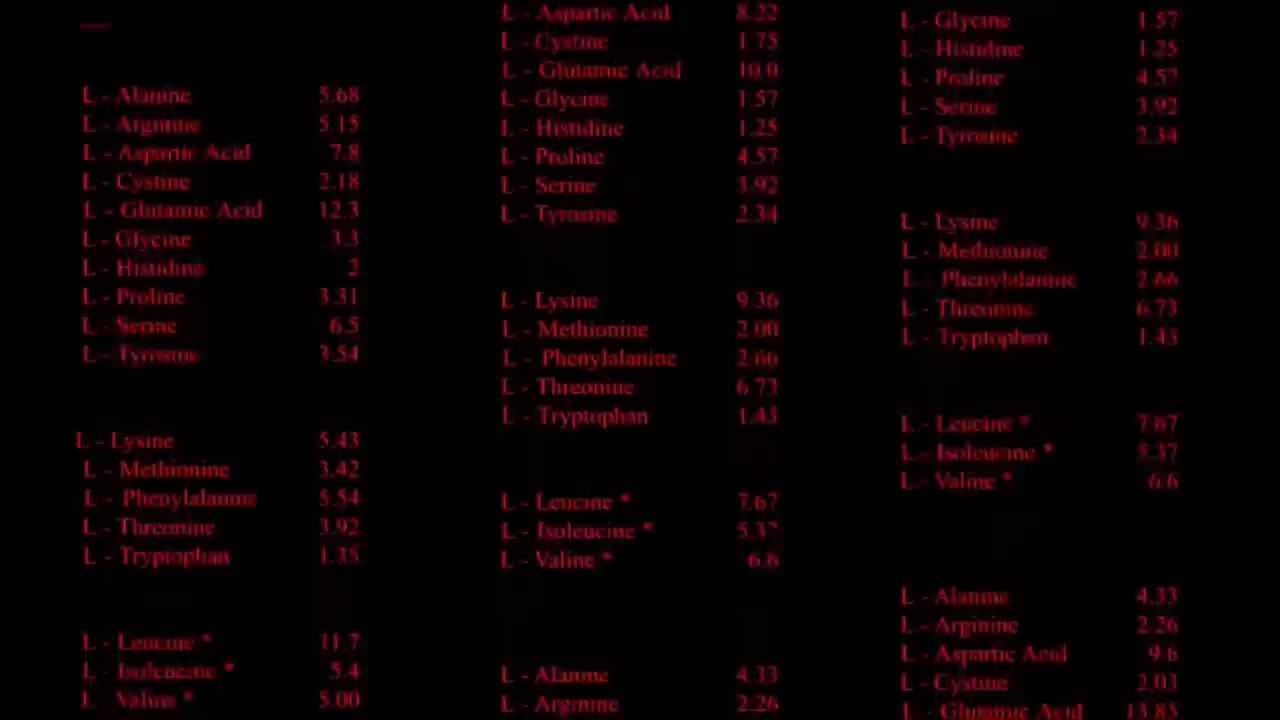 L - Alanine 5.68
L - Arginine 5.15
L - Aspartic Acid 7.8
L - Cystine 2.18
L - Glutamic Acid 12.3
L - Glycine 3.3
L - Histidine 2
L - Proline 3.31
L - Serine 6.5
L - Tyrosine 3.54
L - Lysine 5.43
L - Methionine 3.42
L - Phenylalanine 5.54
L - Threonine 3.92
L - Tryptophan 1.35
L - Leucine * 11.7
L - Isoleucine * 5.4
L - Valine * 5.00
L - Aspartic Acid 8.22
L - Cystine 1.75
L - Glutamic Acid 10.0
L - Glycine 1.57
L - Histidine 1.25
L - Proline 4.57
L - Serine 3.92
L - Tyrosine 2.34
L - Lysine 9.36
L - Methionine 2.00
L - Phenylalanine 2.66
L - Threonine 6.73
L - Tryptophan 1.43
L - Leucine * 7.67
L - Isoleucine * 5.37
L - Valine * 6.6
L - Alanine 4.33
L - Arginine 2.26
L - Glycine 1.57
L - Histidine 1.25
L - Proline 4.57
L - Serine 3.92
L - Tyrosine 2.34
L - Lysine 9.36
L - Methionine 2.00
L - Phenylalanine 2.66
L - Threonine 6.73
L - Tryptophan 1.43
L - Leucine * 7.67
L - Isoleucine * 5.37
L - Valine * 6.6
L - Alanine 4.33
L - Arginine 2.26
L - Aspartic Acid 9.6
L - Cystine 2.03
L - Glutamic Acid 13.85